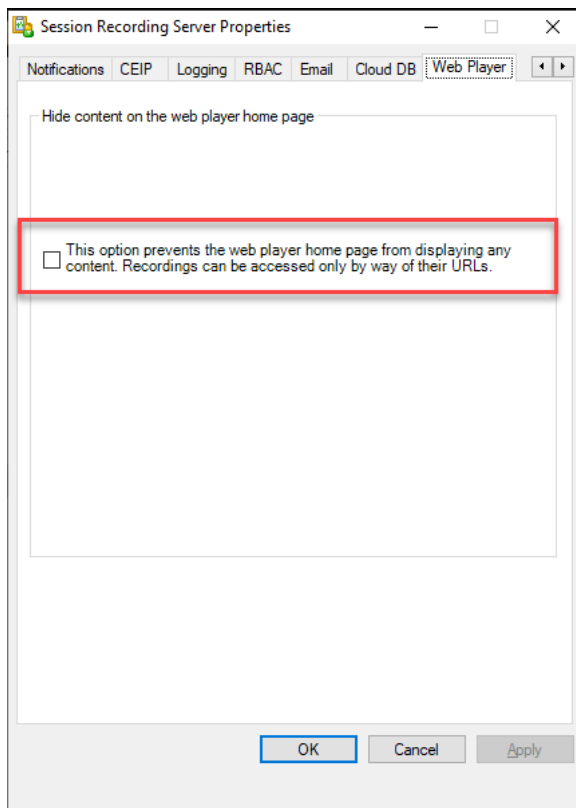 Session Recording Server Properties
Notifications CEIP Logging RBAC Email Cloud DB Web Player
Hide content on the web player home page
This option prevents the web player home page from displaying any
content. Recordings can be accessed only by way of their URLs.
OK Cancel Apply